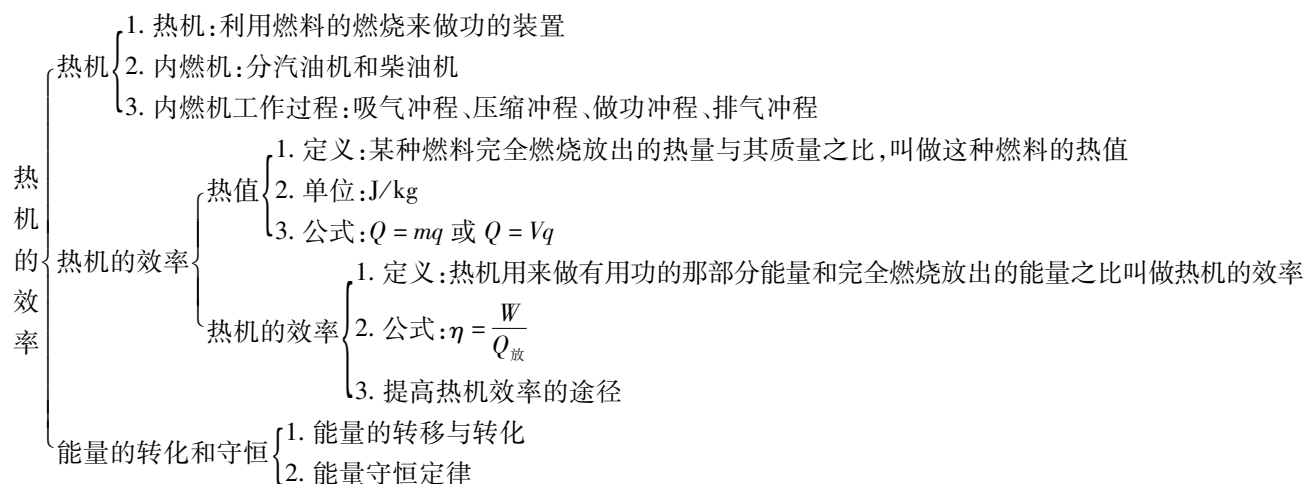 热机的效率
热机
1. 热机:利用燃料的燃烧来做功的装置
2. 内燃机:分汽油机和柴油机
3. 内燃机工作过程:吸气冲程、压缩冲程、做功冲程、排气冲程
热机的效率
热值
1. 定义:某种燃料完全燃烧放出的热量与其质量之比,叫做这种燃料的热值
2. 单位:J/kg
3. 公式:Q = mq 或 Q = Vq
热机的效率
1. 定义:热机用来做有用功的那部分能量和完全燃烧放出的能量之比叫做热机的效率
2. 公式:η = W/Q放
3. 提高热机效率的途径
能量的转化和守恒
1. 能量的转移与转化
2. 能量守恒定律